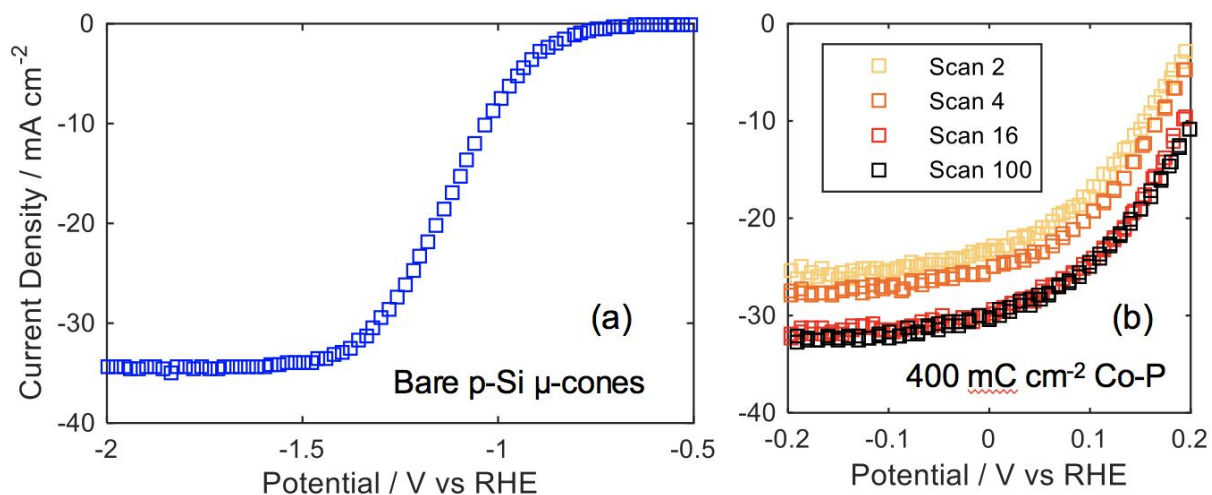 Current Density / mA cm-2
0
-10
-20
-30
-40
-2
-1.5
-1
-0.5
Potential / V vs RHE
(a)
Bare p-Si μ-cones
0
-10
-20
-30
-40
-0.2
-0.1
0
0.1
0.2
Potential / V vs RHE
Scan 2
Scan 4
Scan 16
Scan 100
(b)
400 mC cm-2 Co-P